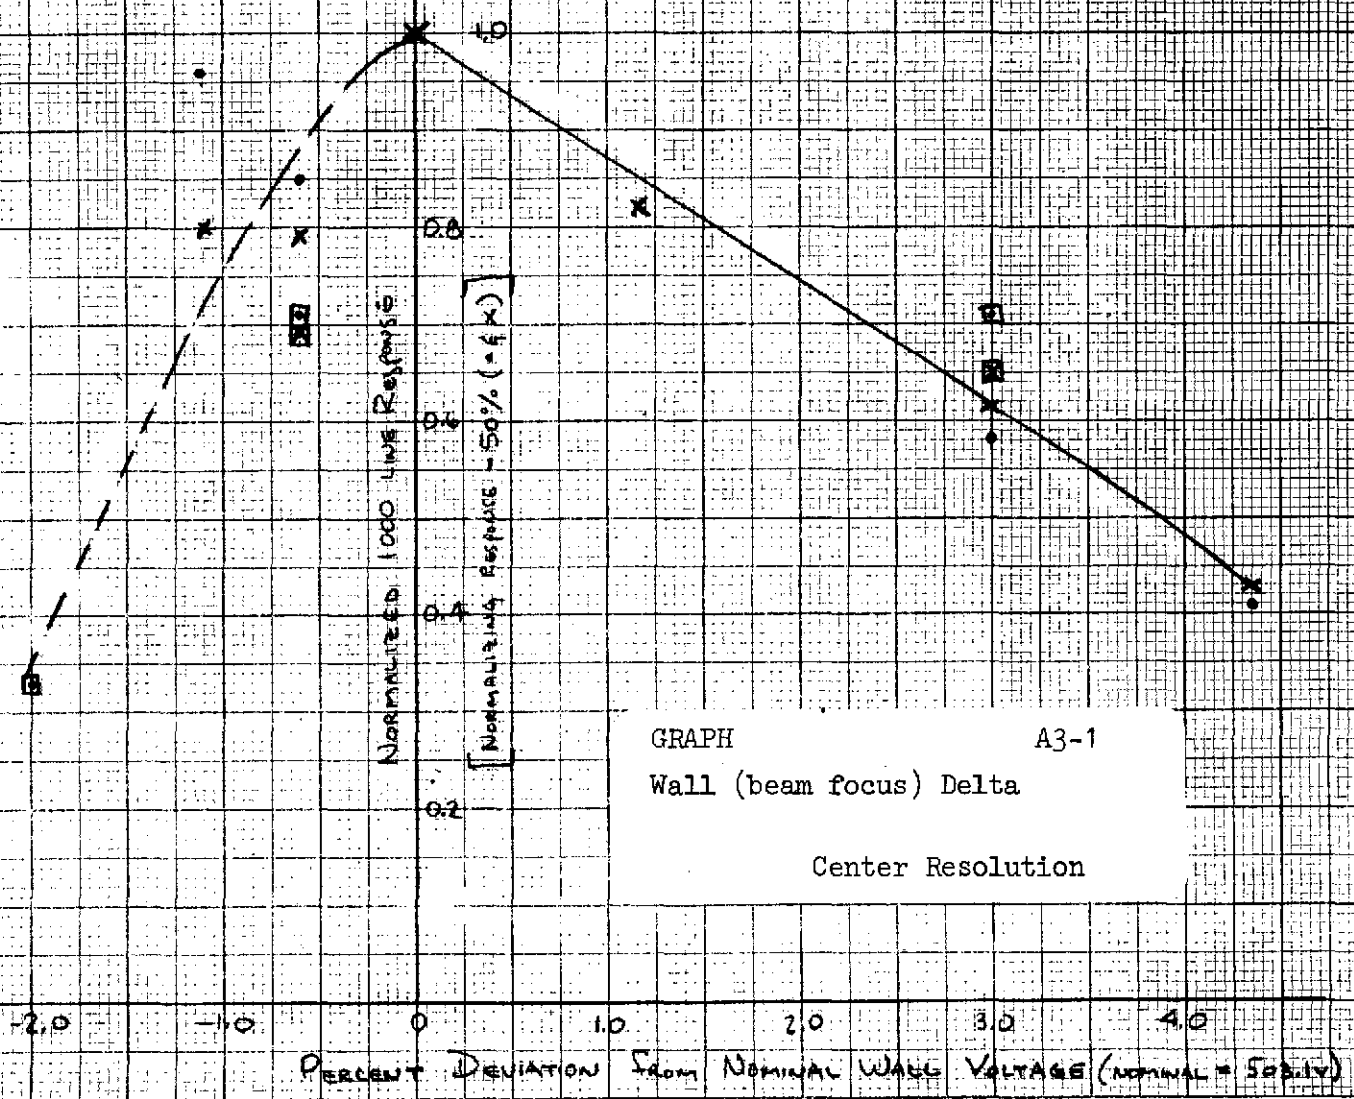 1.0
0.8
NORMALIZED 1000 LINE RESPONSE
[NORMALIZING RESPONSE - 50% (• & X)]
0.6
0.4
0.2
GRAPH A3-1
Wall (beam focus) Delta
Center Resolution
-2.0 -1.0 0 1.0 2.0 3.0 4.0
PERCENT DEVIATION FROM NOMINAL WALL VOLTAGE (NOMINAL = 503.1V)